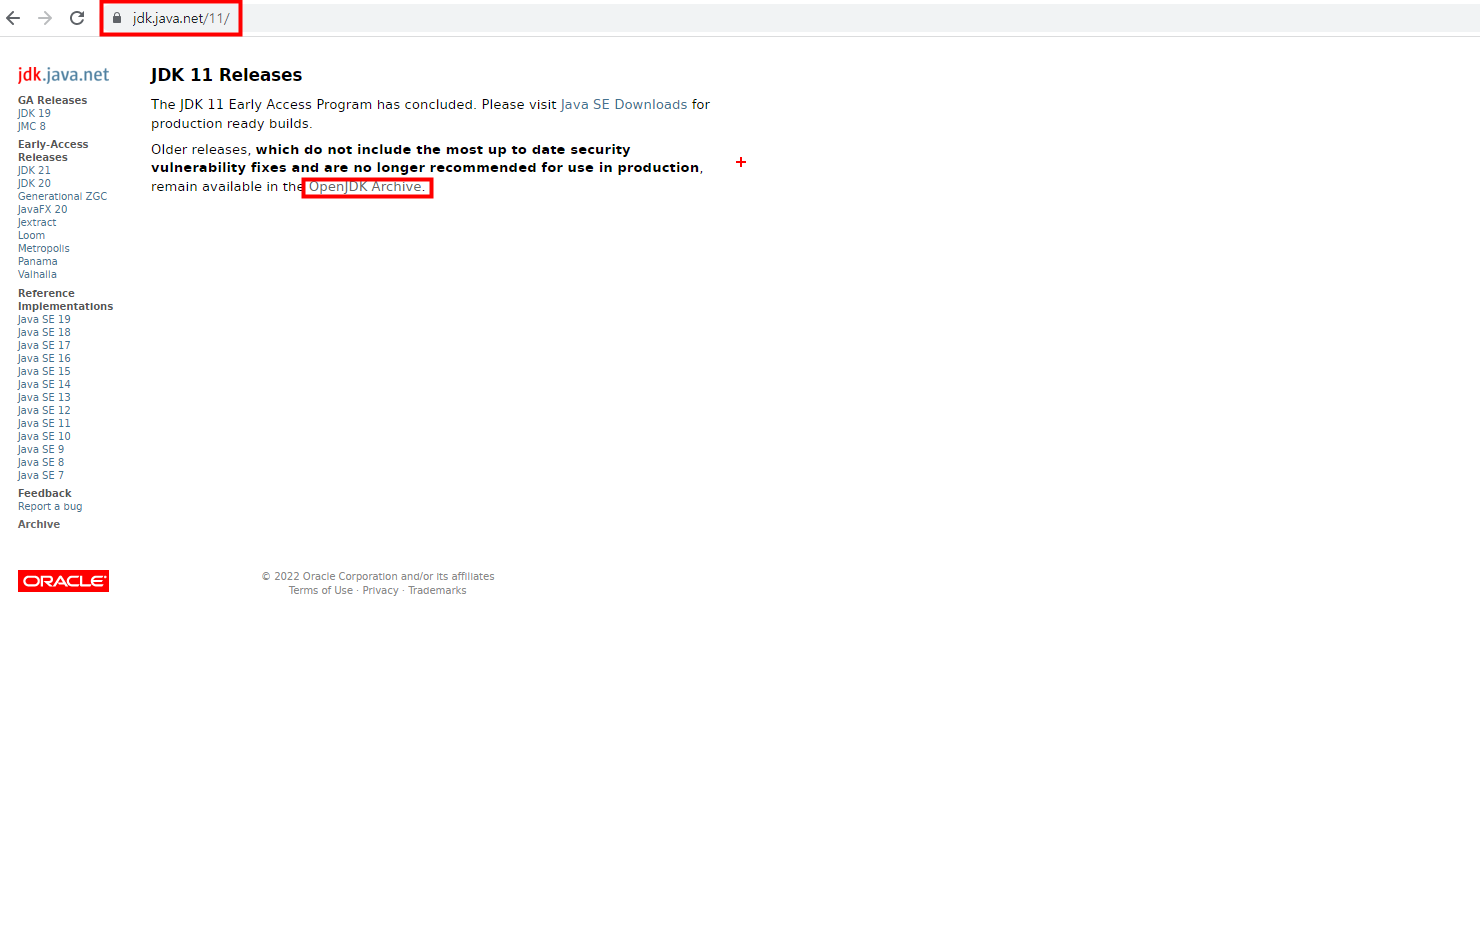 jdk.java.net/11/
jdk.java.net
GA Releases
JDK 19
JMC 8
Early-Access
Releases
JDK 21
JDK 20
Generational ZGC
JavaFX 20
Jextract
Loom
Metropolis
Panama
Valhalla
Reference
Implementations
Java SE 19
Java SE 18
Java SE 17
Java SE 16
Java SE 15
Java SE 14
Java SE 13
Java SE 12
Java SE 11
Java SE 10
Java SE 9
Java SE 8
Java SE 7
Feedback
Report a bug
Archive
ORACLE
JDK 11 Releases
The JDK 11 Early Access Program has concluded. Please visit Java SE Downloads for
production ready builds.
Older releases, which do not include the most up to date security
vulnerability fixes and are no longer recommended for use in production,
remain available in the OpenJDK Archive.
© 2022 Oracle Corporation and/or its affiliates
Terms of Use · Privacy · Trademarks